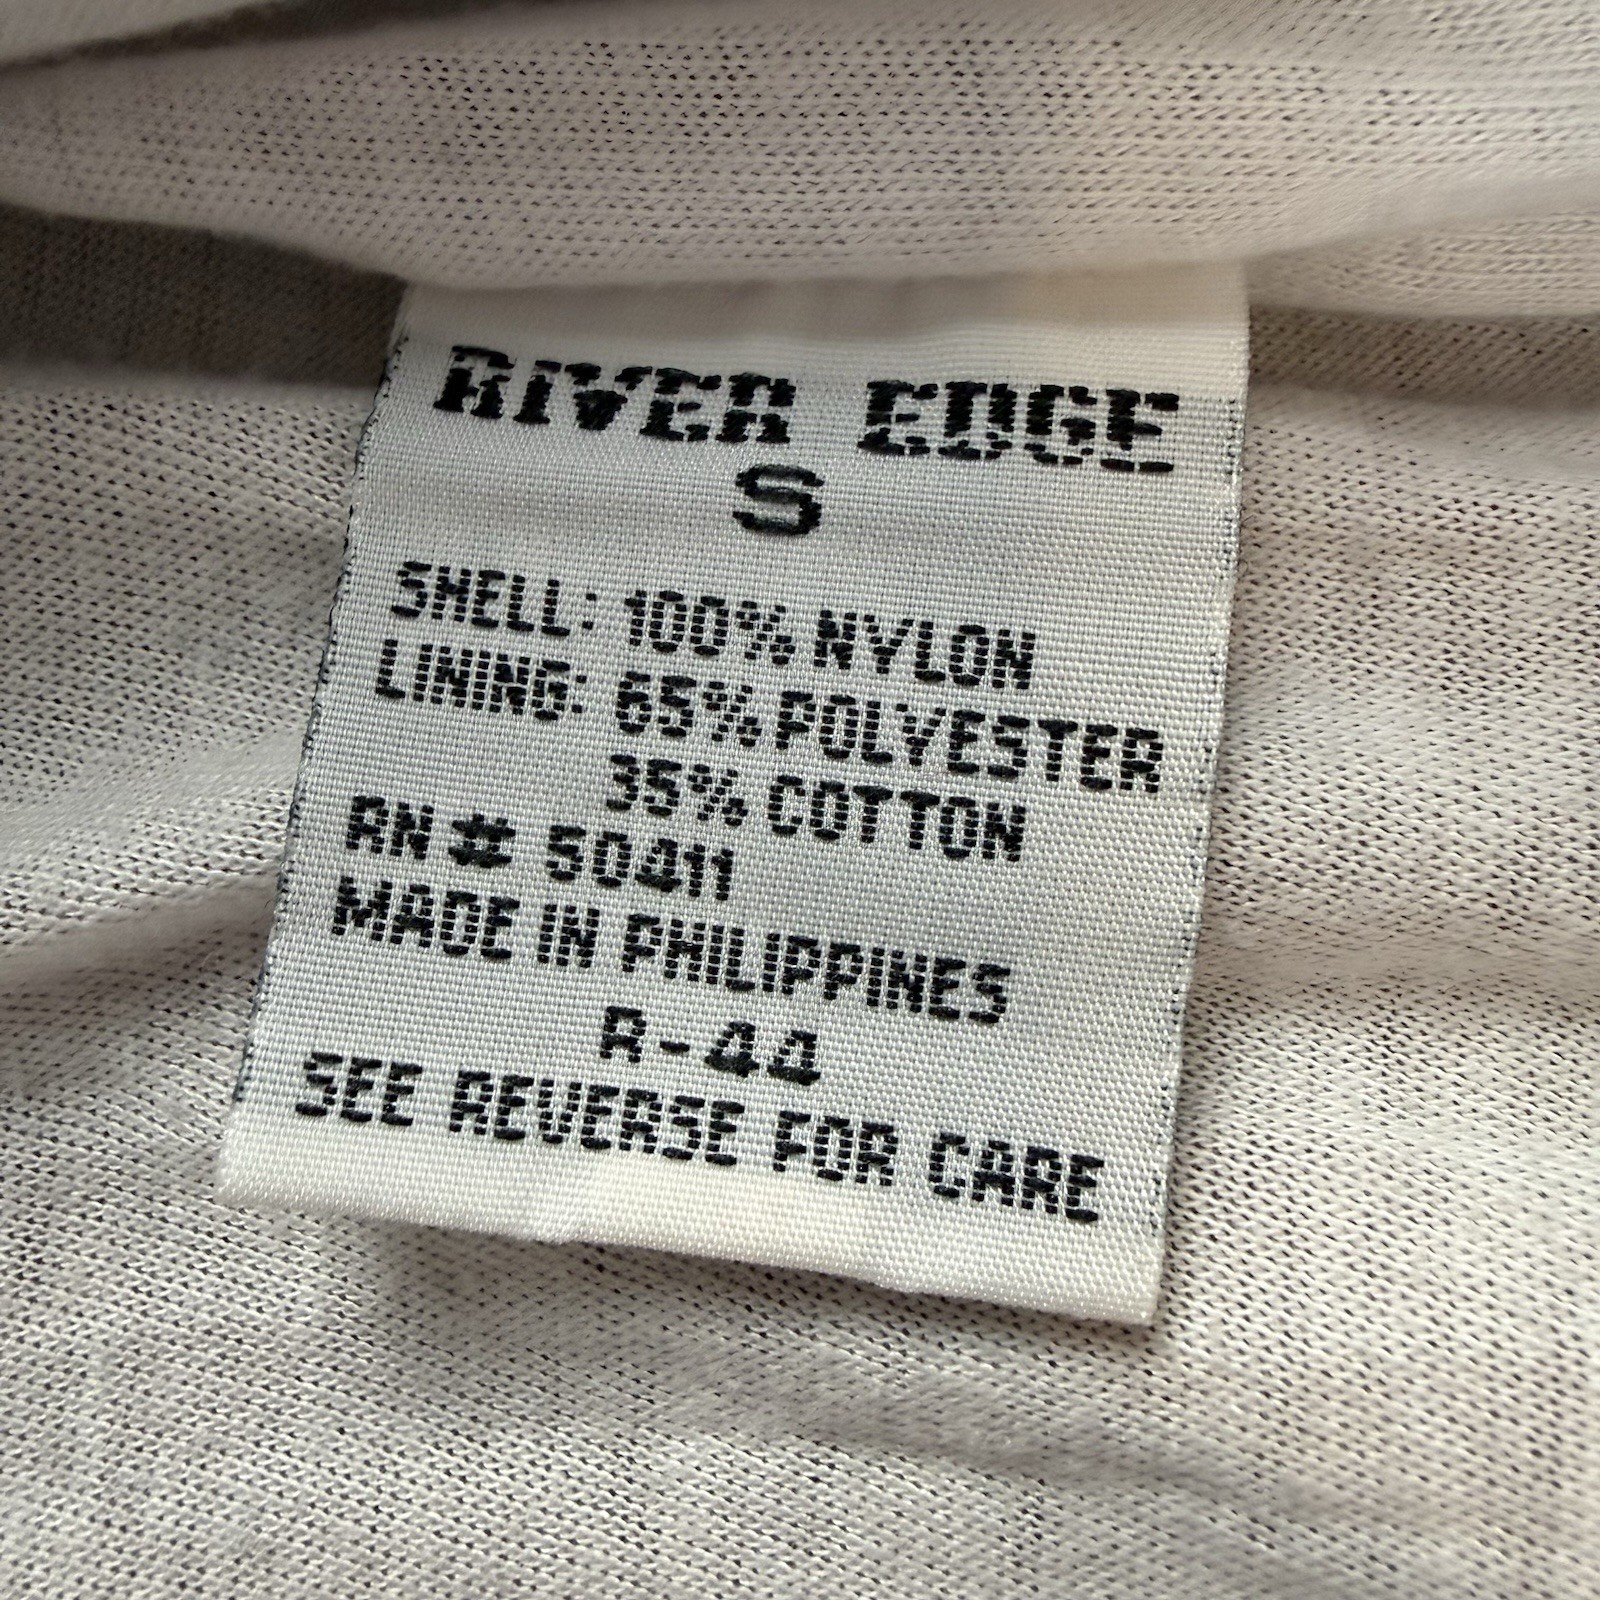 RIVER EDGE
S
SHELL: 100% NYLON
LINING: 65% POLYESTER
35% COTTON
RN # 50411
MADE IN PHILIPPINES
R-44
SEE REVERSE FOR CARE